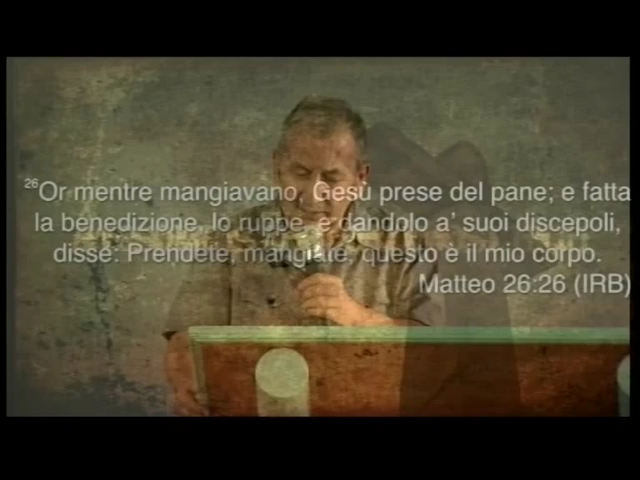 26Or mentre mangiavano, Gesù prese del pane; e fatta
la benedizione, lo ruppe, e dandolo a' suoi discepoli,
disse: Prendete, mangiate, questo è il mio corpo.
Matteo 26:26 (IRB)